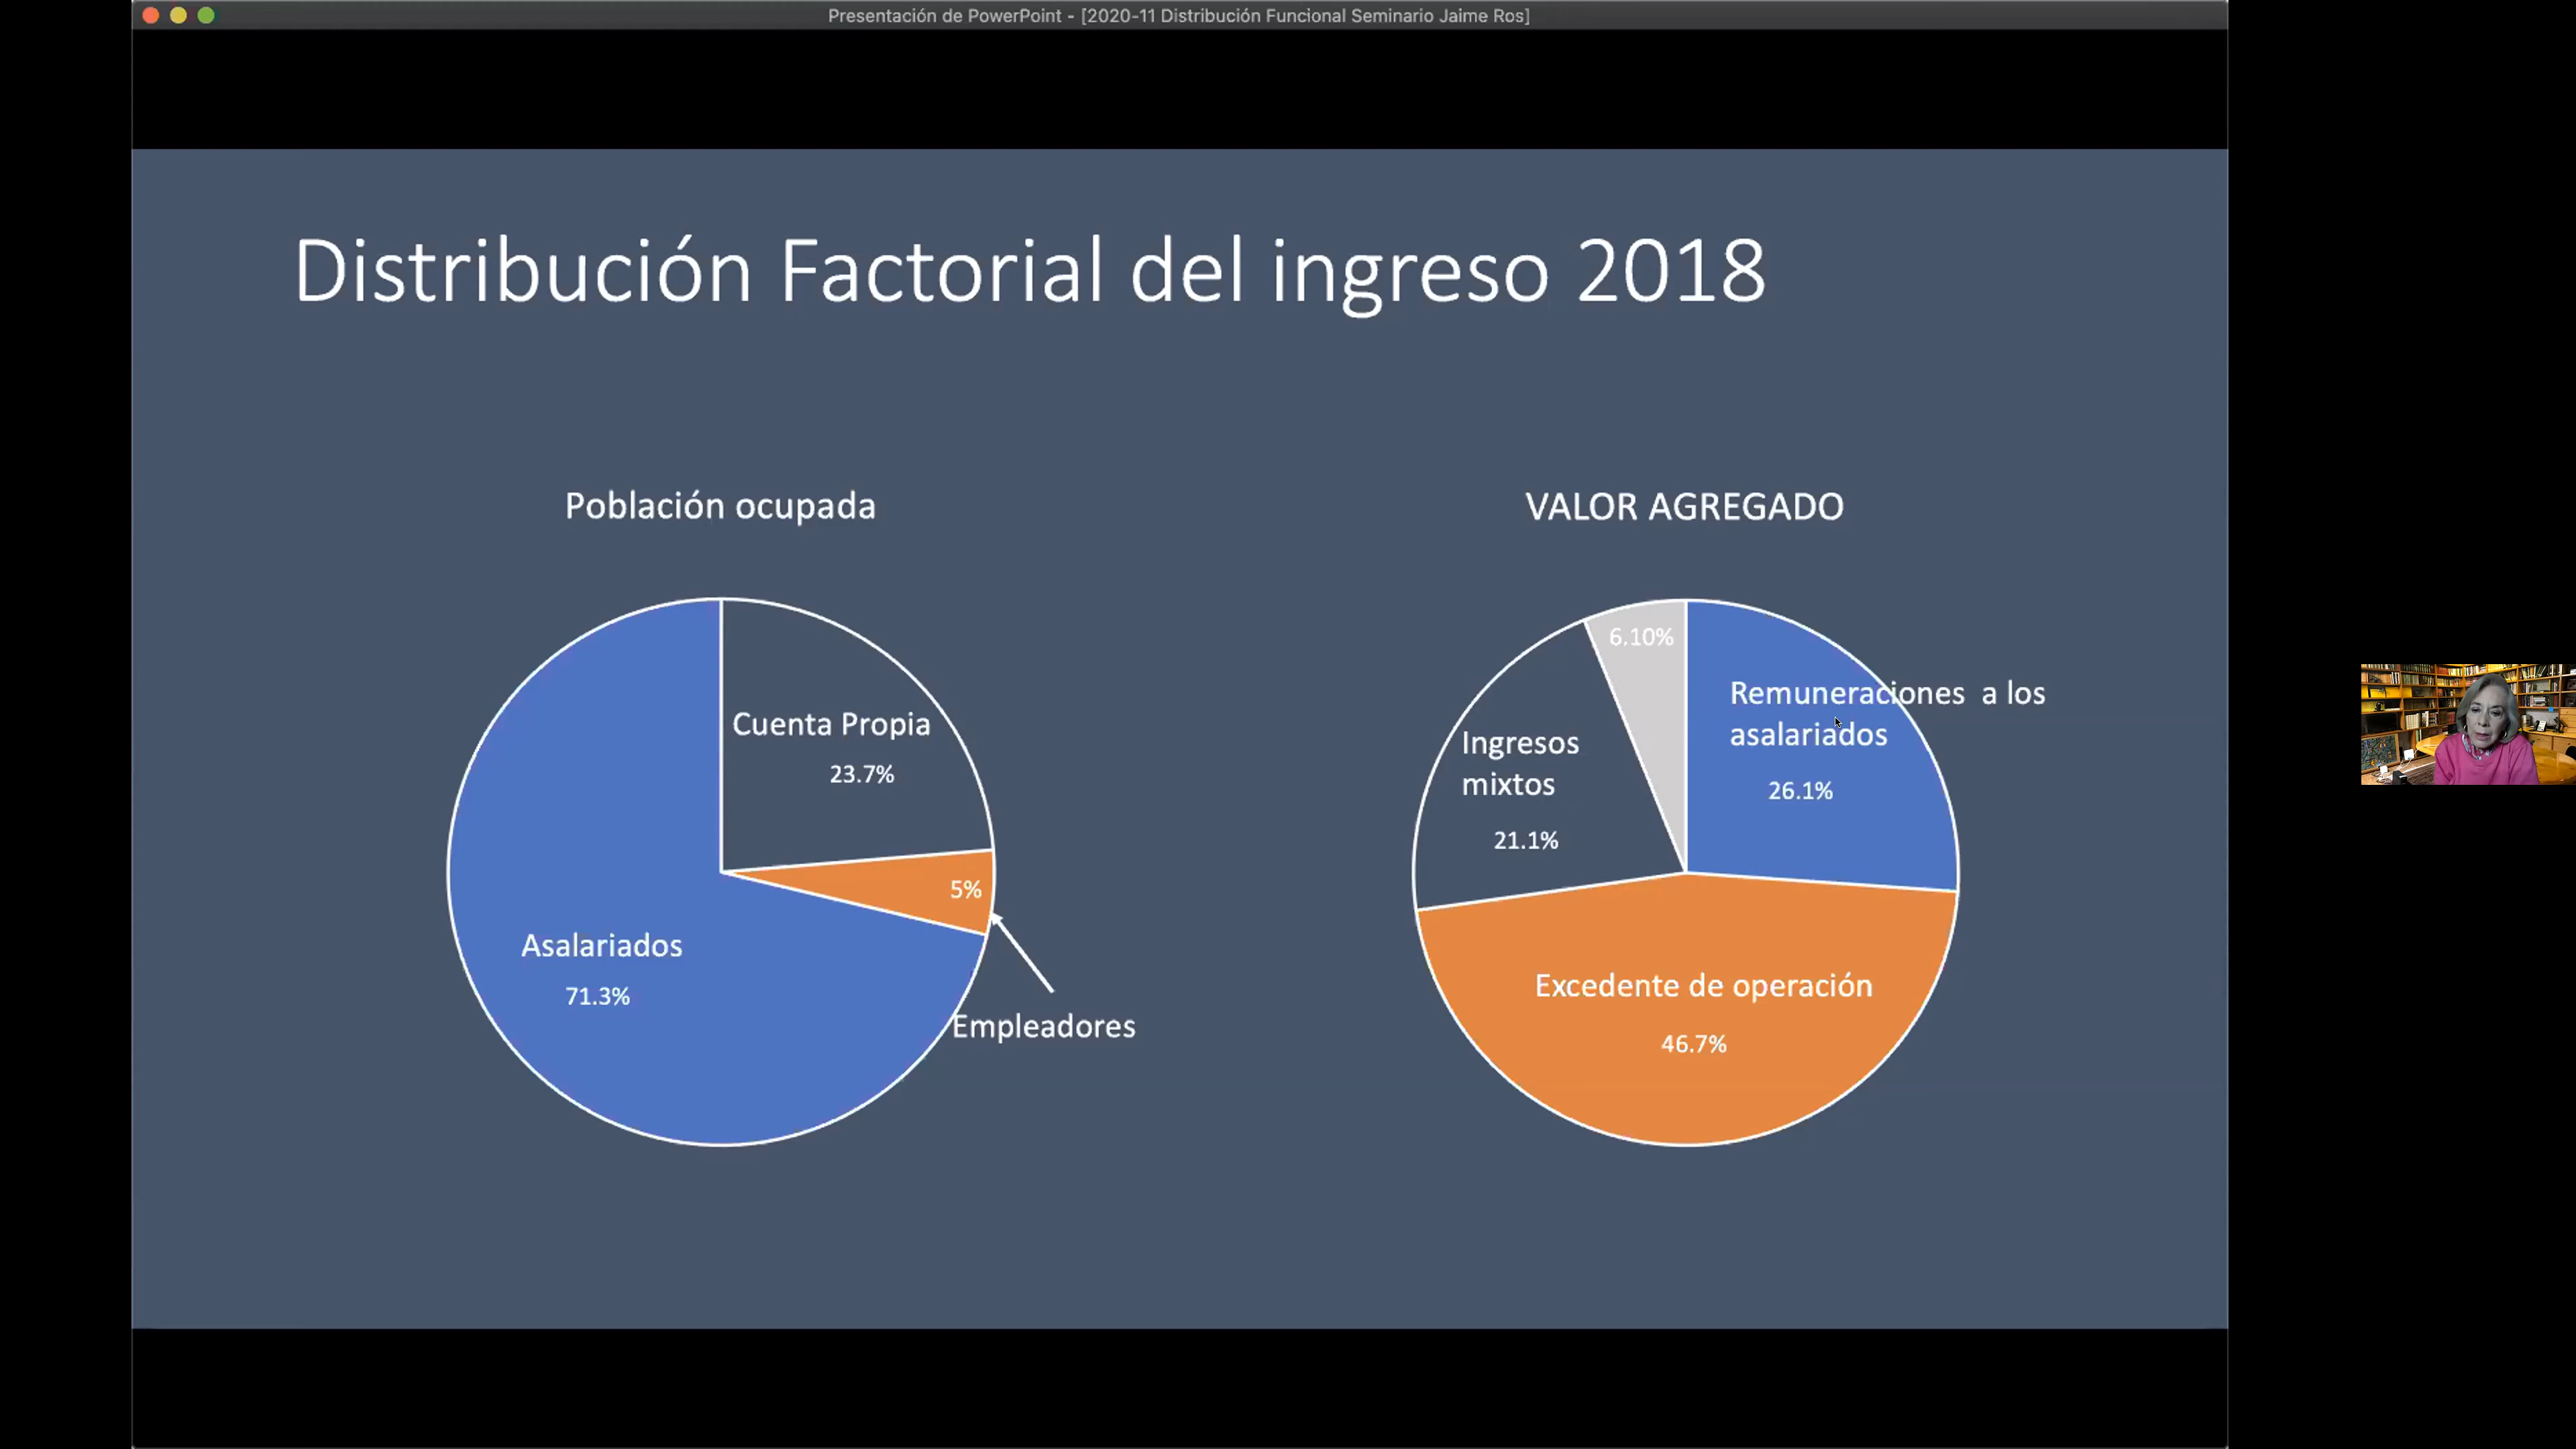 Presentación de PowerPoint - [2020-11 Distribución Funcional Seminario Jaime Ros]
Distribución Factorial del ingreso 2018
Población ocupada
Cuenta Propia
23.7%
5%
Asalariados
71.3%
Empleadores
VALOR AGREGADO
6.10%
Remuneraciones a los
asalariados
26.1%
Ingresos
mixtos
21.1%
Excedente de operación
46.7%